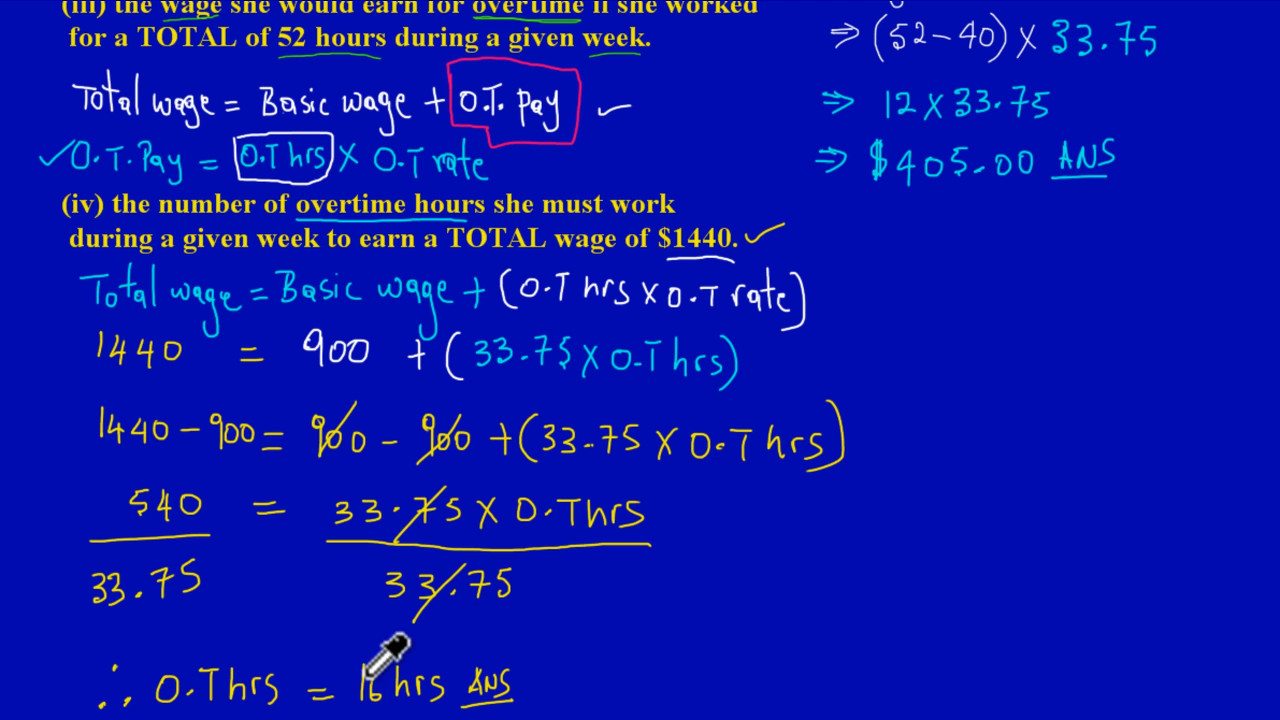 (iii) the wage she would earn for overtime if she worked
for a TOTAL of 52 hours during a given week.
Total wage = Basic wage + O.T. Pay ✓
✓ O.T. Pay = O.T hrs X O.T rate
⇒ (52 - 40) X 33.75
⇒ 12 X 33.75
⇒ $405.00 ANS
(iv) the number of overtime hours she must work
during a given week to earn a TOTAL wage of $1440. ✓
Total wage = Basic wage + (O.T hrs X O.T rate)
1440 = 900 + (33.75 X O.T hrs)
1440 - 900 = 900 - 900 + (33.75 X O.T hrs)
540 = 33.75 X O.T hrs
33.75 33.75
∴ O.T hrs = 16 hrs ANS